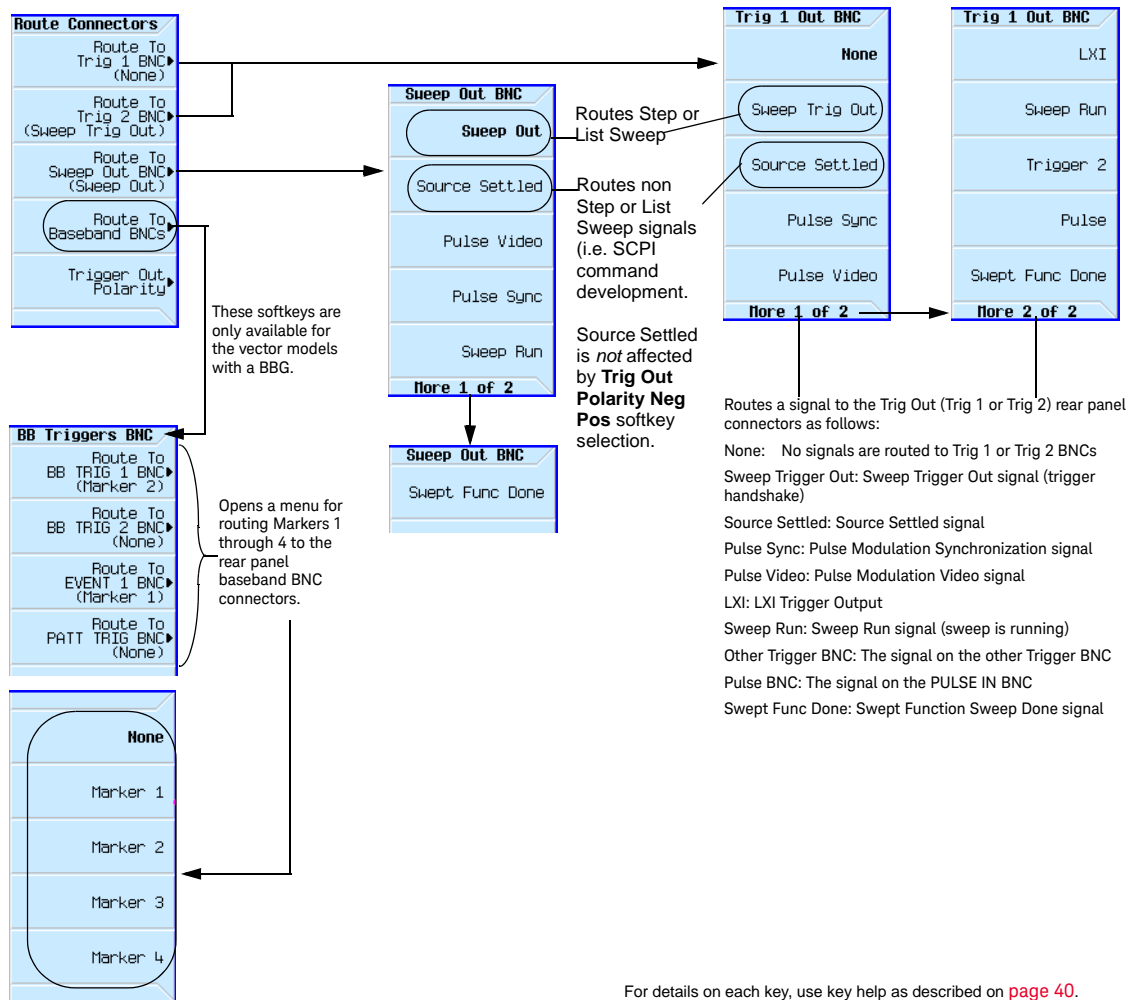 Route Connectors
Route To
Trig 1 BNC
(None)
Route To
Trig 2 BNC
(Sweep Trig Out)
Route To
Sweep Out BNC
(Sweep Out)
Route To
Baseband BNCs
Trigger Out
Polarity
These softkeys are
only available for
the vector models
with a BBG.
BB Triggers BNC
Route To
BB TRIG 1 BNC
(Marker 2)
Route To
BB TRIG 2 BNC
(None)
Route To
EVENT 1 BNC
(Marker 1)
Route To
PATT TRIG BNC
(None)
Opens a menu for
routing Markers 1
through 4 to the
rear panel
baseband BNC
connectors.
None
Marker 1
Marker 2
Marker 3
Marker 4
Sweep Out BNC
Sweep Out
Source Settled
Pulse Video
Pulse Sync
Sweep Run
More 1 of 2
Sweep Out BNC
Swept Func Done
Routes Step or
List Sweep
Routes non
Step or List
Sweep signals
(i.e. SCPI
command
development.
Source Settled
is not affected
by Trig Out
Polarity Neg
Pos softkey
selection.
Trig 1 Out BNC
None
Sweep Trig Out
Source Settled
Pulse Sync
Pulse Video
More 1 of 2
Trig 1 Out BNC
LXI
Sweep Run
Trigger 2
Pulse
Swept Func Done
More 2 of 2
Routes a signal to the Trig Out (Trig 1 or Trig 2) rear panel
connectors as follows:
None: No signals are routed to Trig 1 or Trig 2 BNCs
Sweep Trigger Out: Sweep Trigger Out signal (trigger
handshake)
Source Settled: Source Settled signal
Pulse Sync: Pulse Modulation Synchronization signal
Pulse Video: Pulse Modulation Video signal
LXI: LXI Trigger Output
Sweep Run: Sweep Run signal (sweep is running)
Other Trigger BNC: The signal on the other Trigger BNC
Pulse BNC: The signal on the PULSE IN BNC
Swept Func Done: Swept Function Sweep Done signal
For details on each key, use key help as described on page 40.